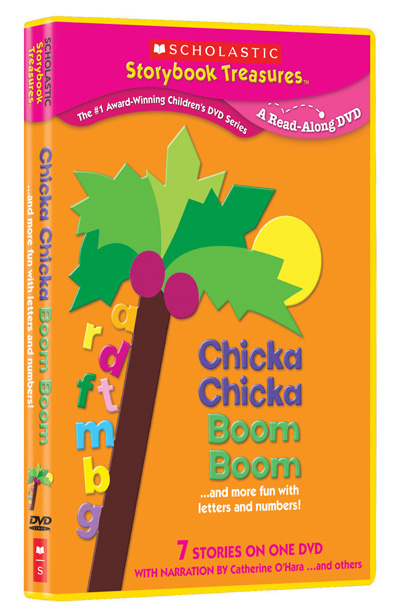 SCHOLASTIC
Storybook Treasures™
The #1 Award-Winning Children's DVD Series
A Read-Along DVD
a
r
d
f t
m
b
g
Chicka
Chicka
Boom
Boom
...and more fun with
letters and numbers!
7 STORIES ON ONE DVD
WITH NARRATION BY Catherine O'Hara ...and others
SCHOLASTIC
Storybook
Treasures
Chicka Chicka Boom Boom
...and more fun with letters and numbers!
DVD
S